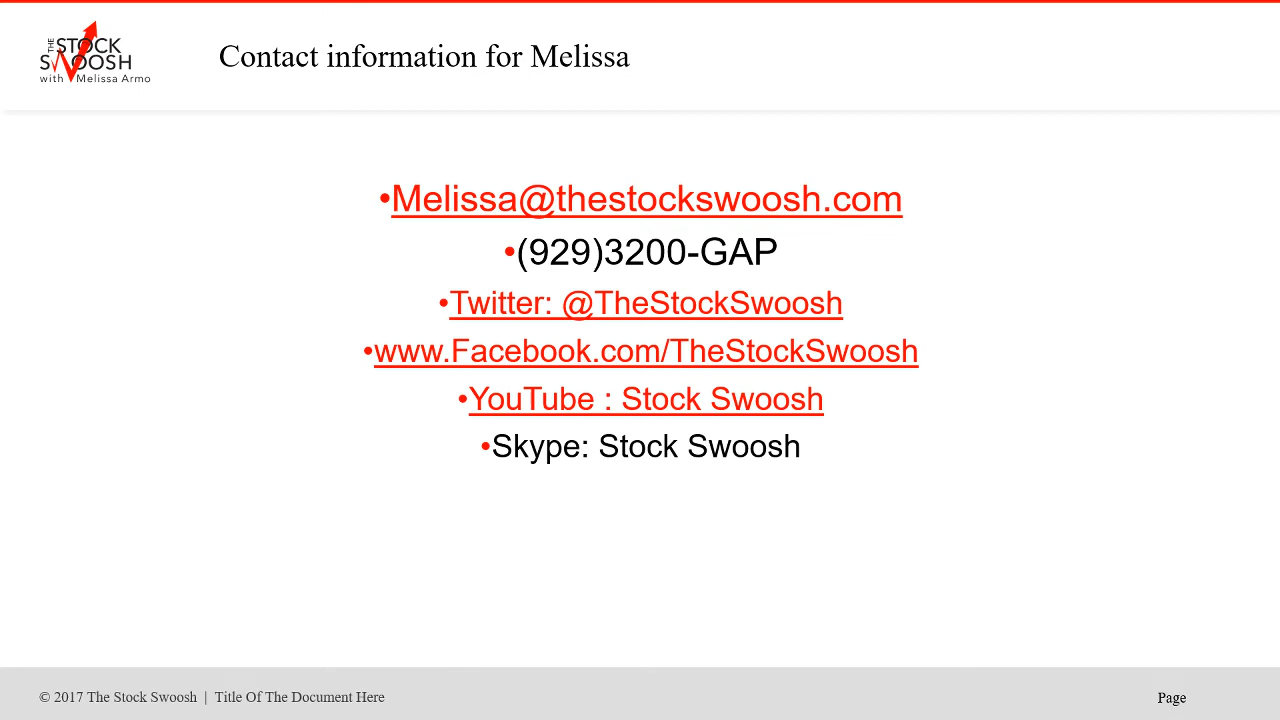 THE STOCK
SWOOSH
with Melissa Armo
Contact information for Melissa
•Melissa@thestockswoosh.com
•(929)3200-GAP
•Twitter: @TheStockSwoosh
•www.Facebook.com/TheStockSwoosh
•YouTube : Stock Swoosh
•Skype: Stock Swoosh
© 2017 The Stock Swoosh | Title Of The Document Here
Page